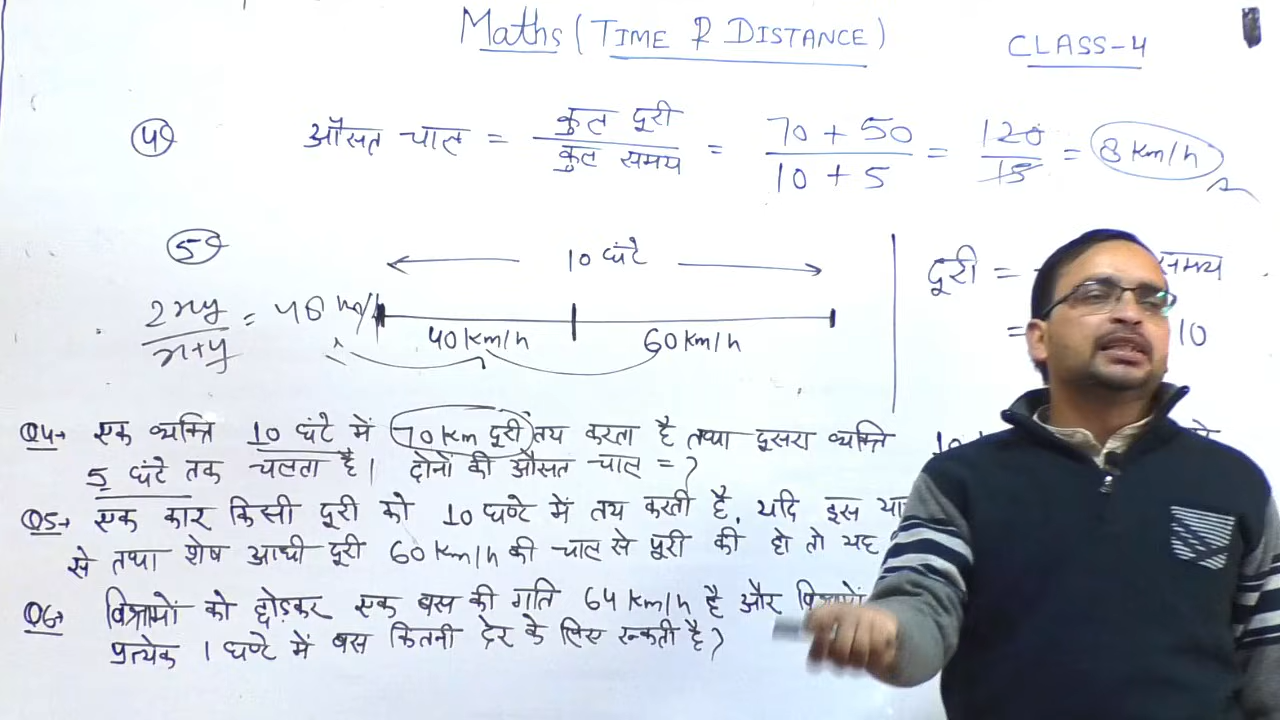 Maths (TIME & DISTANCE)
CLASS-4
4Q
औसत चाल = कुल दूरी / कुल समय = 70 + 50 / 10 + 5 = 120 / 15 = 8 km/h
5Q
10 घंटे
2xy / x+y = 48
40 km/h
60 km/h
दूरी = समय
= 10
Q4→ एक व्यक्ति 10 घंटे में 70 Km दूरी तय करता है तथा दूसरा व्यक्ति
5 घंटे तक चलता है। दोनों की औसत चाल = ?
Q5→ एक कार किसी दूरी को 10 घण्टे में तय करती है, यदि इस
से तथा शेष आधी दूरी 60 Km/h की चाल से पूरी की हो तो यह
Q6→ विश्रामों को छोड़कर एक बस की गति 64 Km/h है और
प्रत्येक 1 घण्टे में बस कितनी देर के लिए रूकती है?